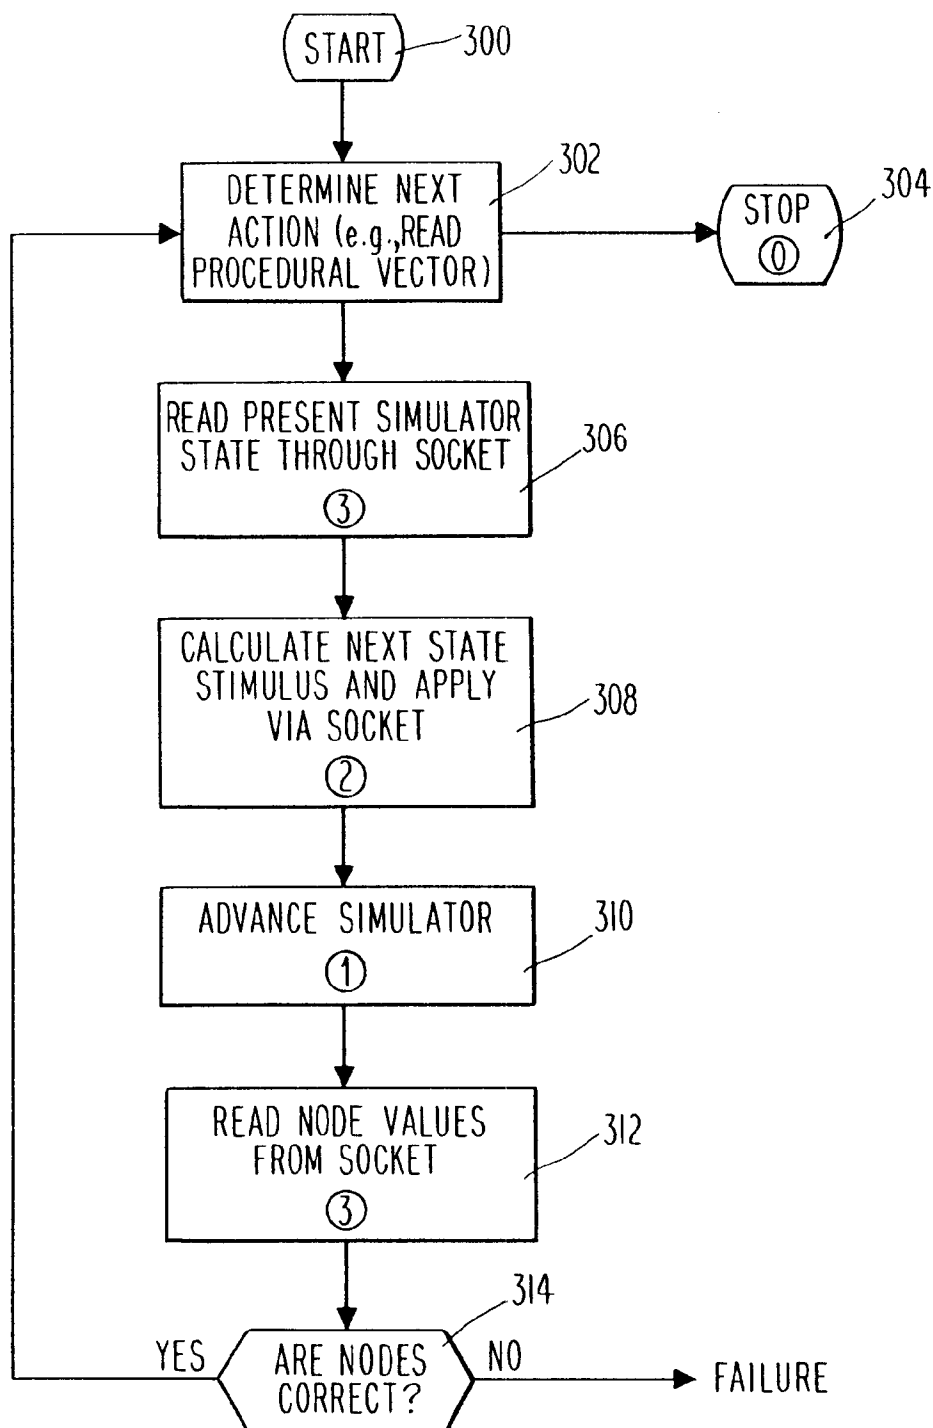 START
300
DETERMINE NEXT
ACTION (e.g.,READ
PROCEDURAL VECTOR)
302
STOP
0
304
READ PRESENT SIMULATOR
STATE THROUGH SOCKET
3
306
CALCULATE NEXT STATE
STIMULUS AND APPLY
VIA SOCKET
2
308
ADVANCE SIMULATOR
1
310
READ NODE VALUES
FROM SOCKET
3
312
314
YES
ARE NODES
CORRECT?
NO
FAILURE